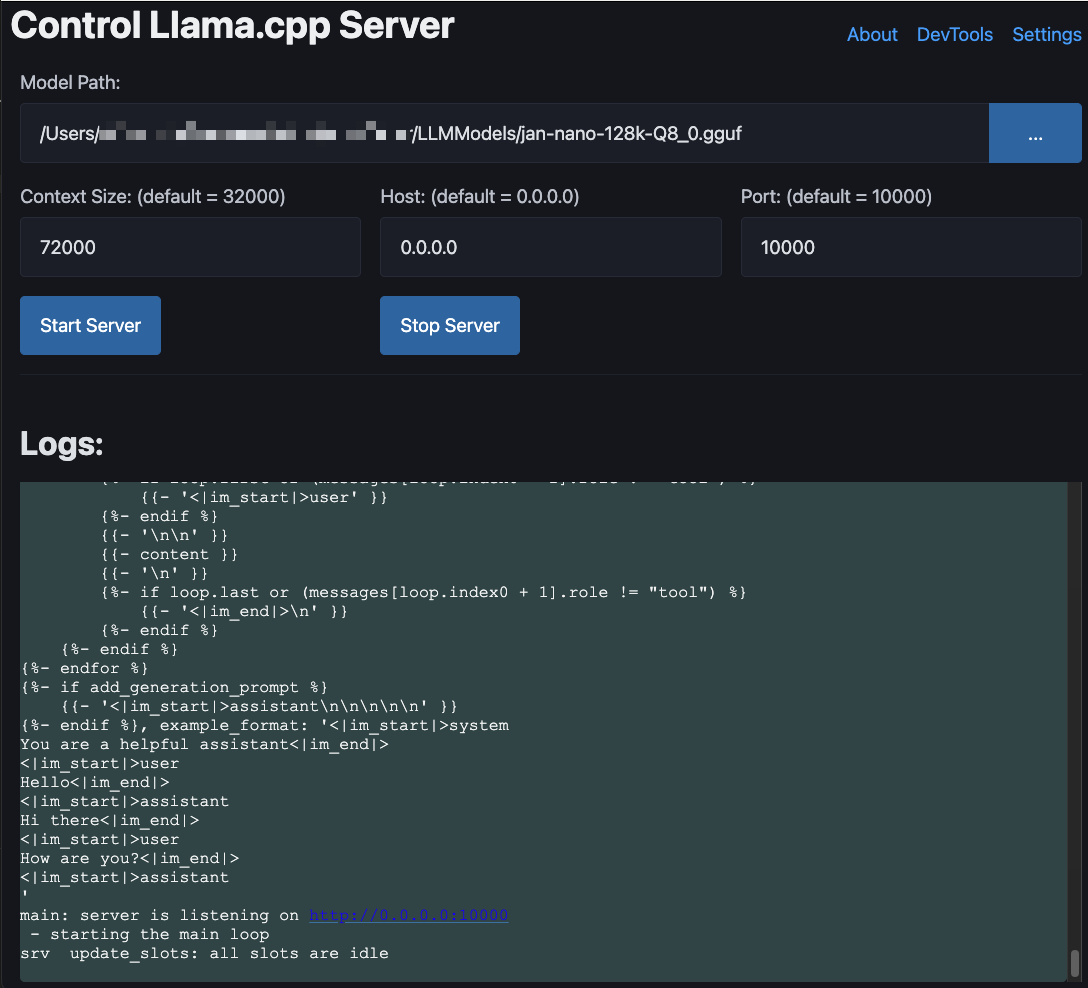 Control Llama.cpp Server
About DevTools Settings
Model Path:
/Users/ /LLMModels/jan-nano-128k-Q8_0.gguf
...
Context Size: (default = 32000) Host: (default = 0.0.0.0) Port: (default = 10000)
72000 0.0.0.0 10000
Start Server Stop Server
Logs:
{{- '<|im_start|>user' }}
{%- endif %}
{{- '\n\n' }}
{{- content }}
{{- '\n' }}
{%- if loop.last or (messages[loop.index0 + 1].role != "tool") %}
{{- '<|im_end|>\n' }}
{%- endif %}
{%- endif %}
{%- endfor %}
{%- if add_generation_prompt %}
{{- '<|im_start|>assistant\n\n\n\n\n' }}
{%- endif %}, example_format: '<|im_start|>system
You are a helpful assistant<|im_end|>
<|im_start|>user
Hello<|im_end|>
<|im_start|>assistant
Hi there<|im_end|>
<|im_start|>user
How are you?<|im_end|>
<|im_start|>assistant
'
main: server is listening on http://0.0.0.0:10000
- starting the main loop
srv  update_slots: all slots are idle